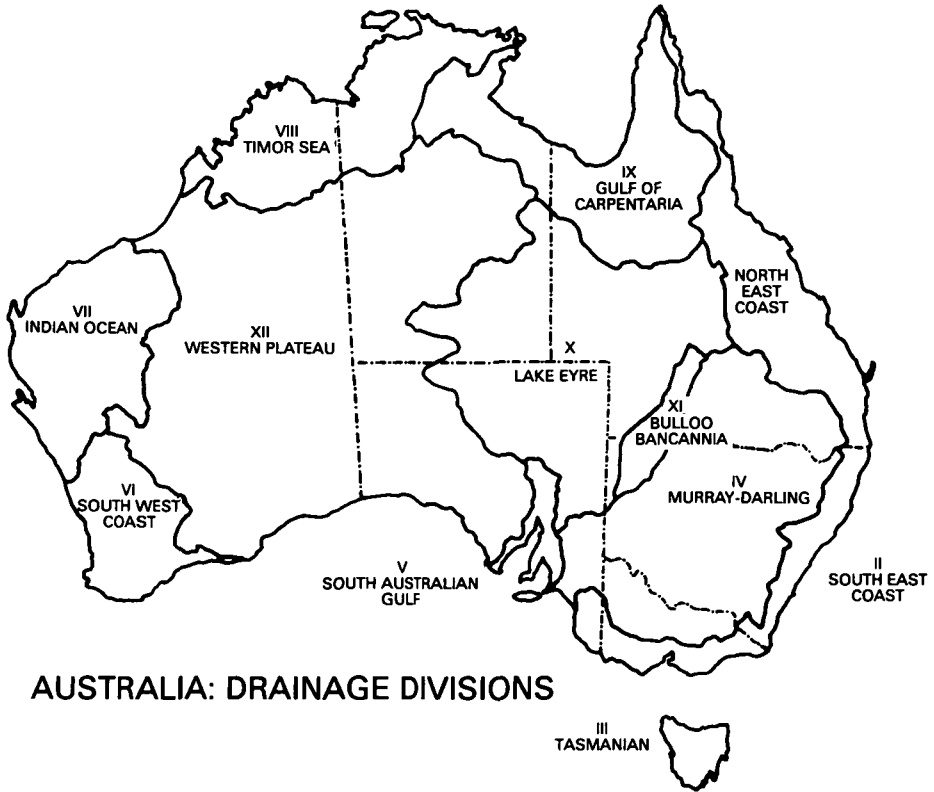 VIII
TIMOR SEA
IX
GULF OF
CARPENTARIA
NORTH
EAST
COAST
VII
INDIAN OCEAN
XII
WESTERN PLATEAU
X
LAKE EYRE
XI
BULLOO
BANCANNIA
IV
MURRAY-DARLING
VI
SOUTH WEST
COAST
V
SOUTH AUSTRALIAN
GULF
II
SOUTH EAST
COAST
AUSTRALIA: DRAINAGE DIVISIONS
III
TASMANIAN